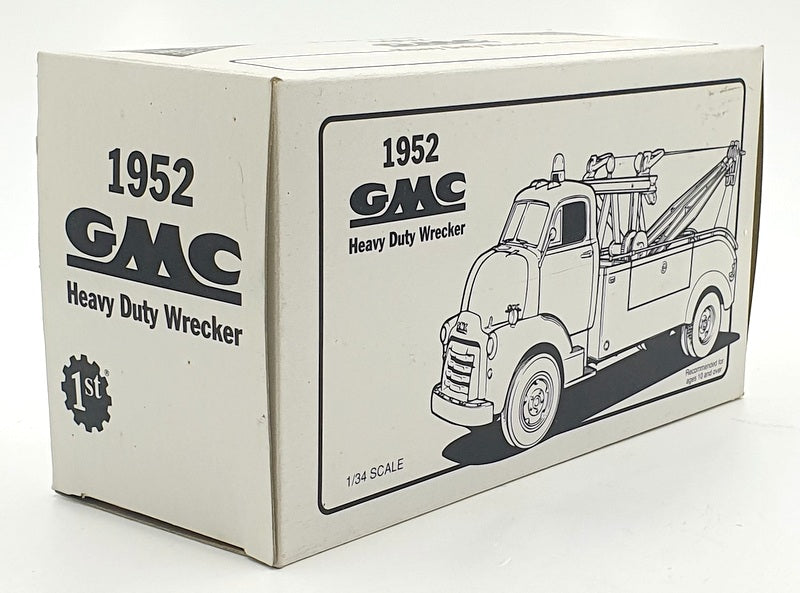 1952
GMC
Heavy Duty Wrecker
1st®
1952
GMC
Heavy Duty Wrecker
Recommended for
ages 10 and over.
1/34 SCALE